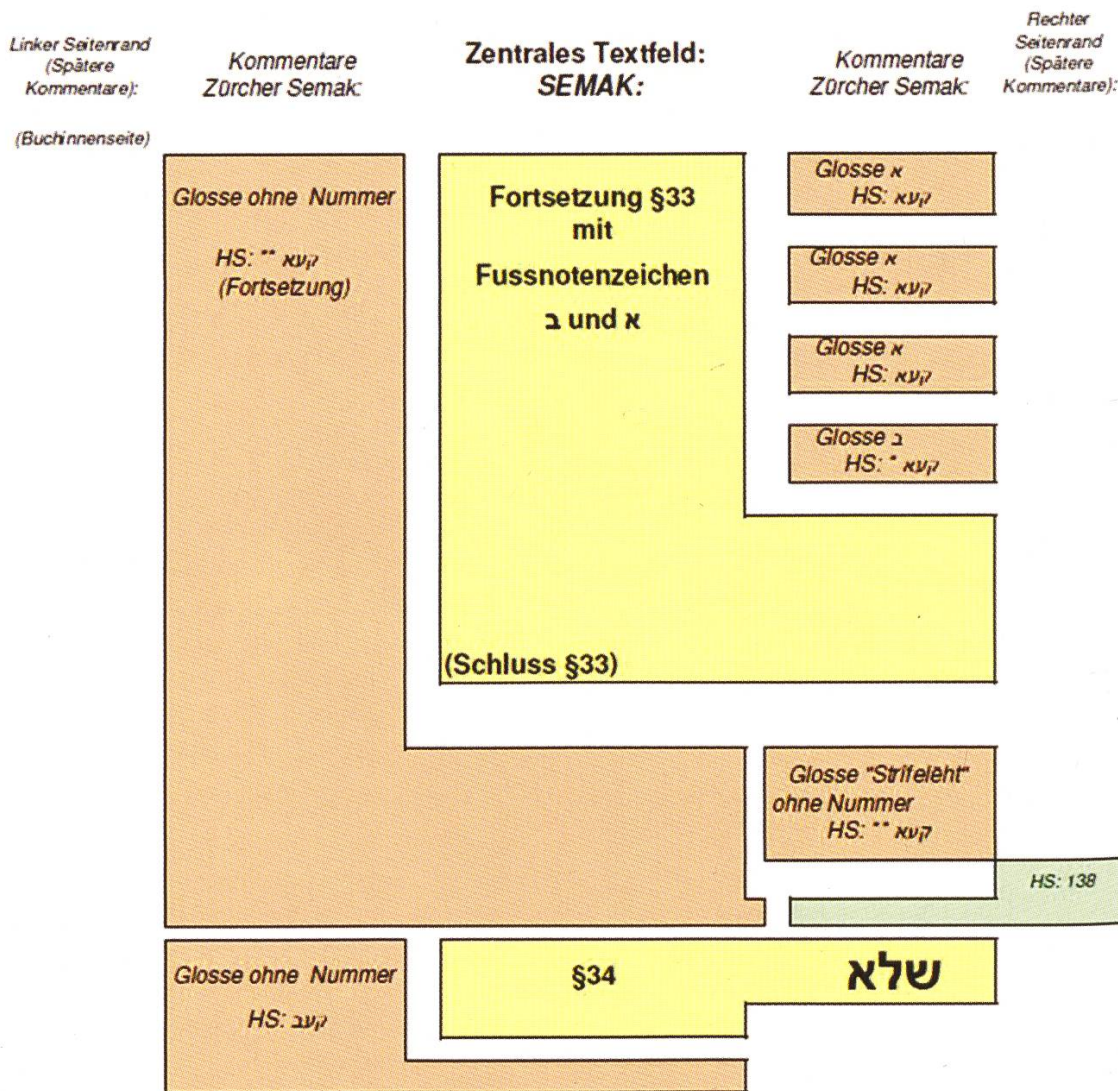 Linker Seitenrand
(Spätere
Kommentare):
(Buchinnenseite)
Kommentare
Zürcher Semak:
Zentrales Textfeld:
SEMAK:
Kommentare
Zürcher Semak:
Rechter
Seitenrand
(Spätere
Kommentare):
Glosse ohne Nummer
HS: ** קעא
(Fortsetzung)
Fortsetzung §33
mit
Fussnotenzeichen
א und ב
(Schluss §33)
Glosse א
HS: קעא
Glosse א
HS: קעא
Glosse א
HS: קעא
Glosse ב
HS: * קעא
Glosse "Strifelēht"
ohne Nummer
HS: ** קעא
HS: 138
Glosse ohne Nummer
HS: קעב
§34
שלא